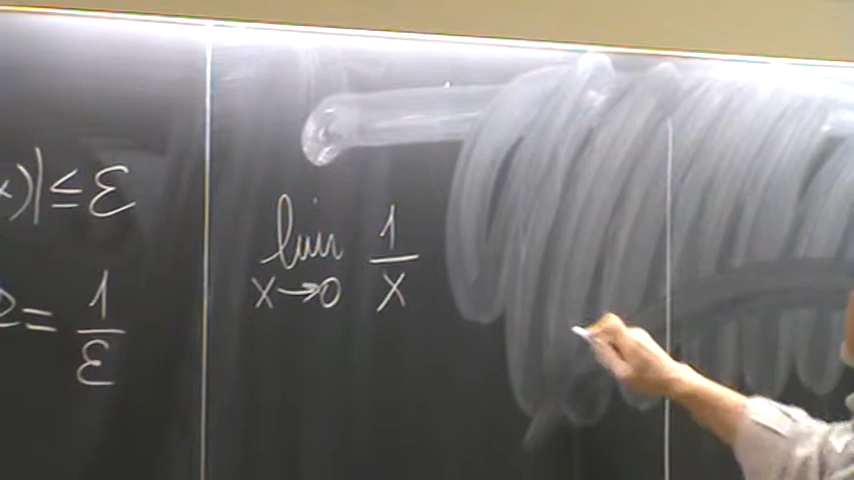 x)| ≤ ε
= 1/ε
lim x→0 1/x